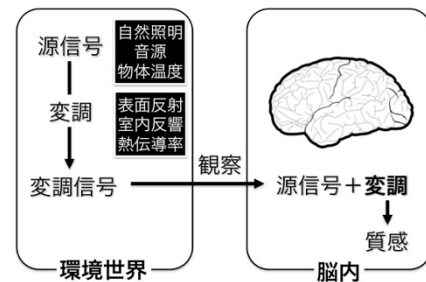 源信号
自然照明
音源
物体温度
変調
表面反射
室内反響
熱伝導率
変調信号
観察
源信号＋変調
質感
環境世界
脳内